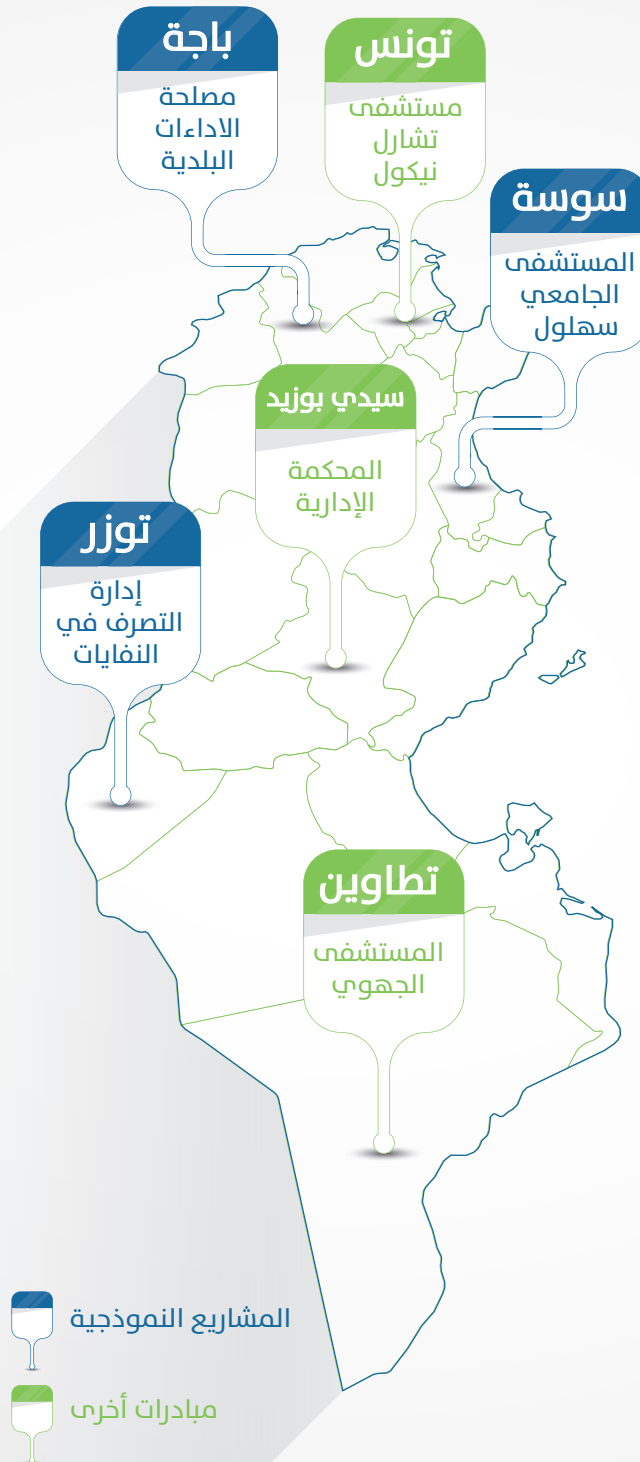 باجة
مصلحة
الاداءات
البلدية
تونس
مستشفى
تشارل
نيكول
سوسة
المستشفى
الجامعي
سهلول
سيدي بوزيد
المحكمة
الإدارية
توزر
إدارة
التصرف في
النفايات
تطاوين
المستشفى
الجهوي
المشاريع النموذجية
مبادرات أخرى